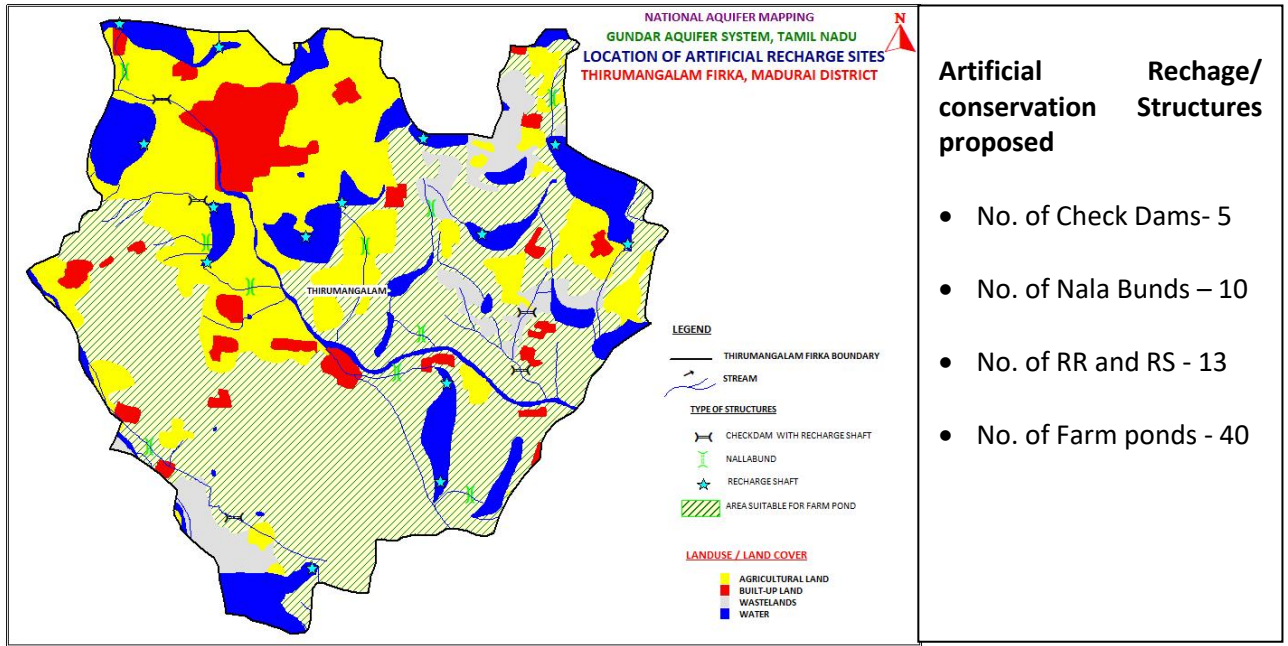 NATIONAL AQUIFER MAPPING
GUNDAR AQUIFER SYSTEM, TAMIL NADU
LOCATION OF ARTIFICIAL RECHARGE SITES
THIRUMANGALAM FIRKA, MADURAI DISTRICT
N
THIRUMANGALAM
LEGEND
THIRUMANGALAM FIRKA BOUNDARY
STREAM
TYPE OF STRUCTURES
CHECKDAM WITH RECHARGE SHAFT
NALLABUND
RECHARGE SHAFT
AREA SUITABLE FOR FARM POND
LANDUSE / LAND COVER
AGRICULTURAL LAND
BUILT-UP LAND
WASTELANDS
WATER
Artificial Rechage/
conservation Structures
proposed
• No. of Check Dams- 5
• No. of Nala Bunds – 10
• No. of RR and RS - 13
• No. of Farm ponds - 40